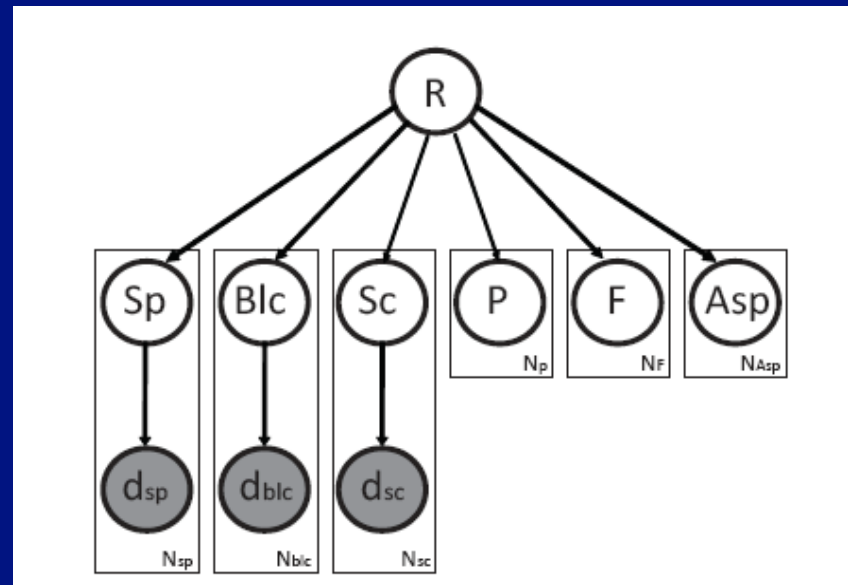 R
Sp Blc Sc P F Asp
Np NF NAsp
dsp dblc dsc
Nsp Nblc Nsc